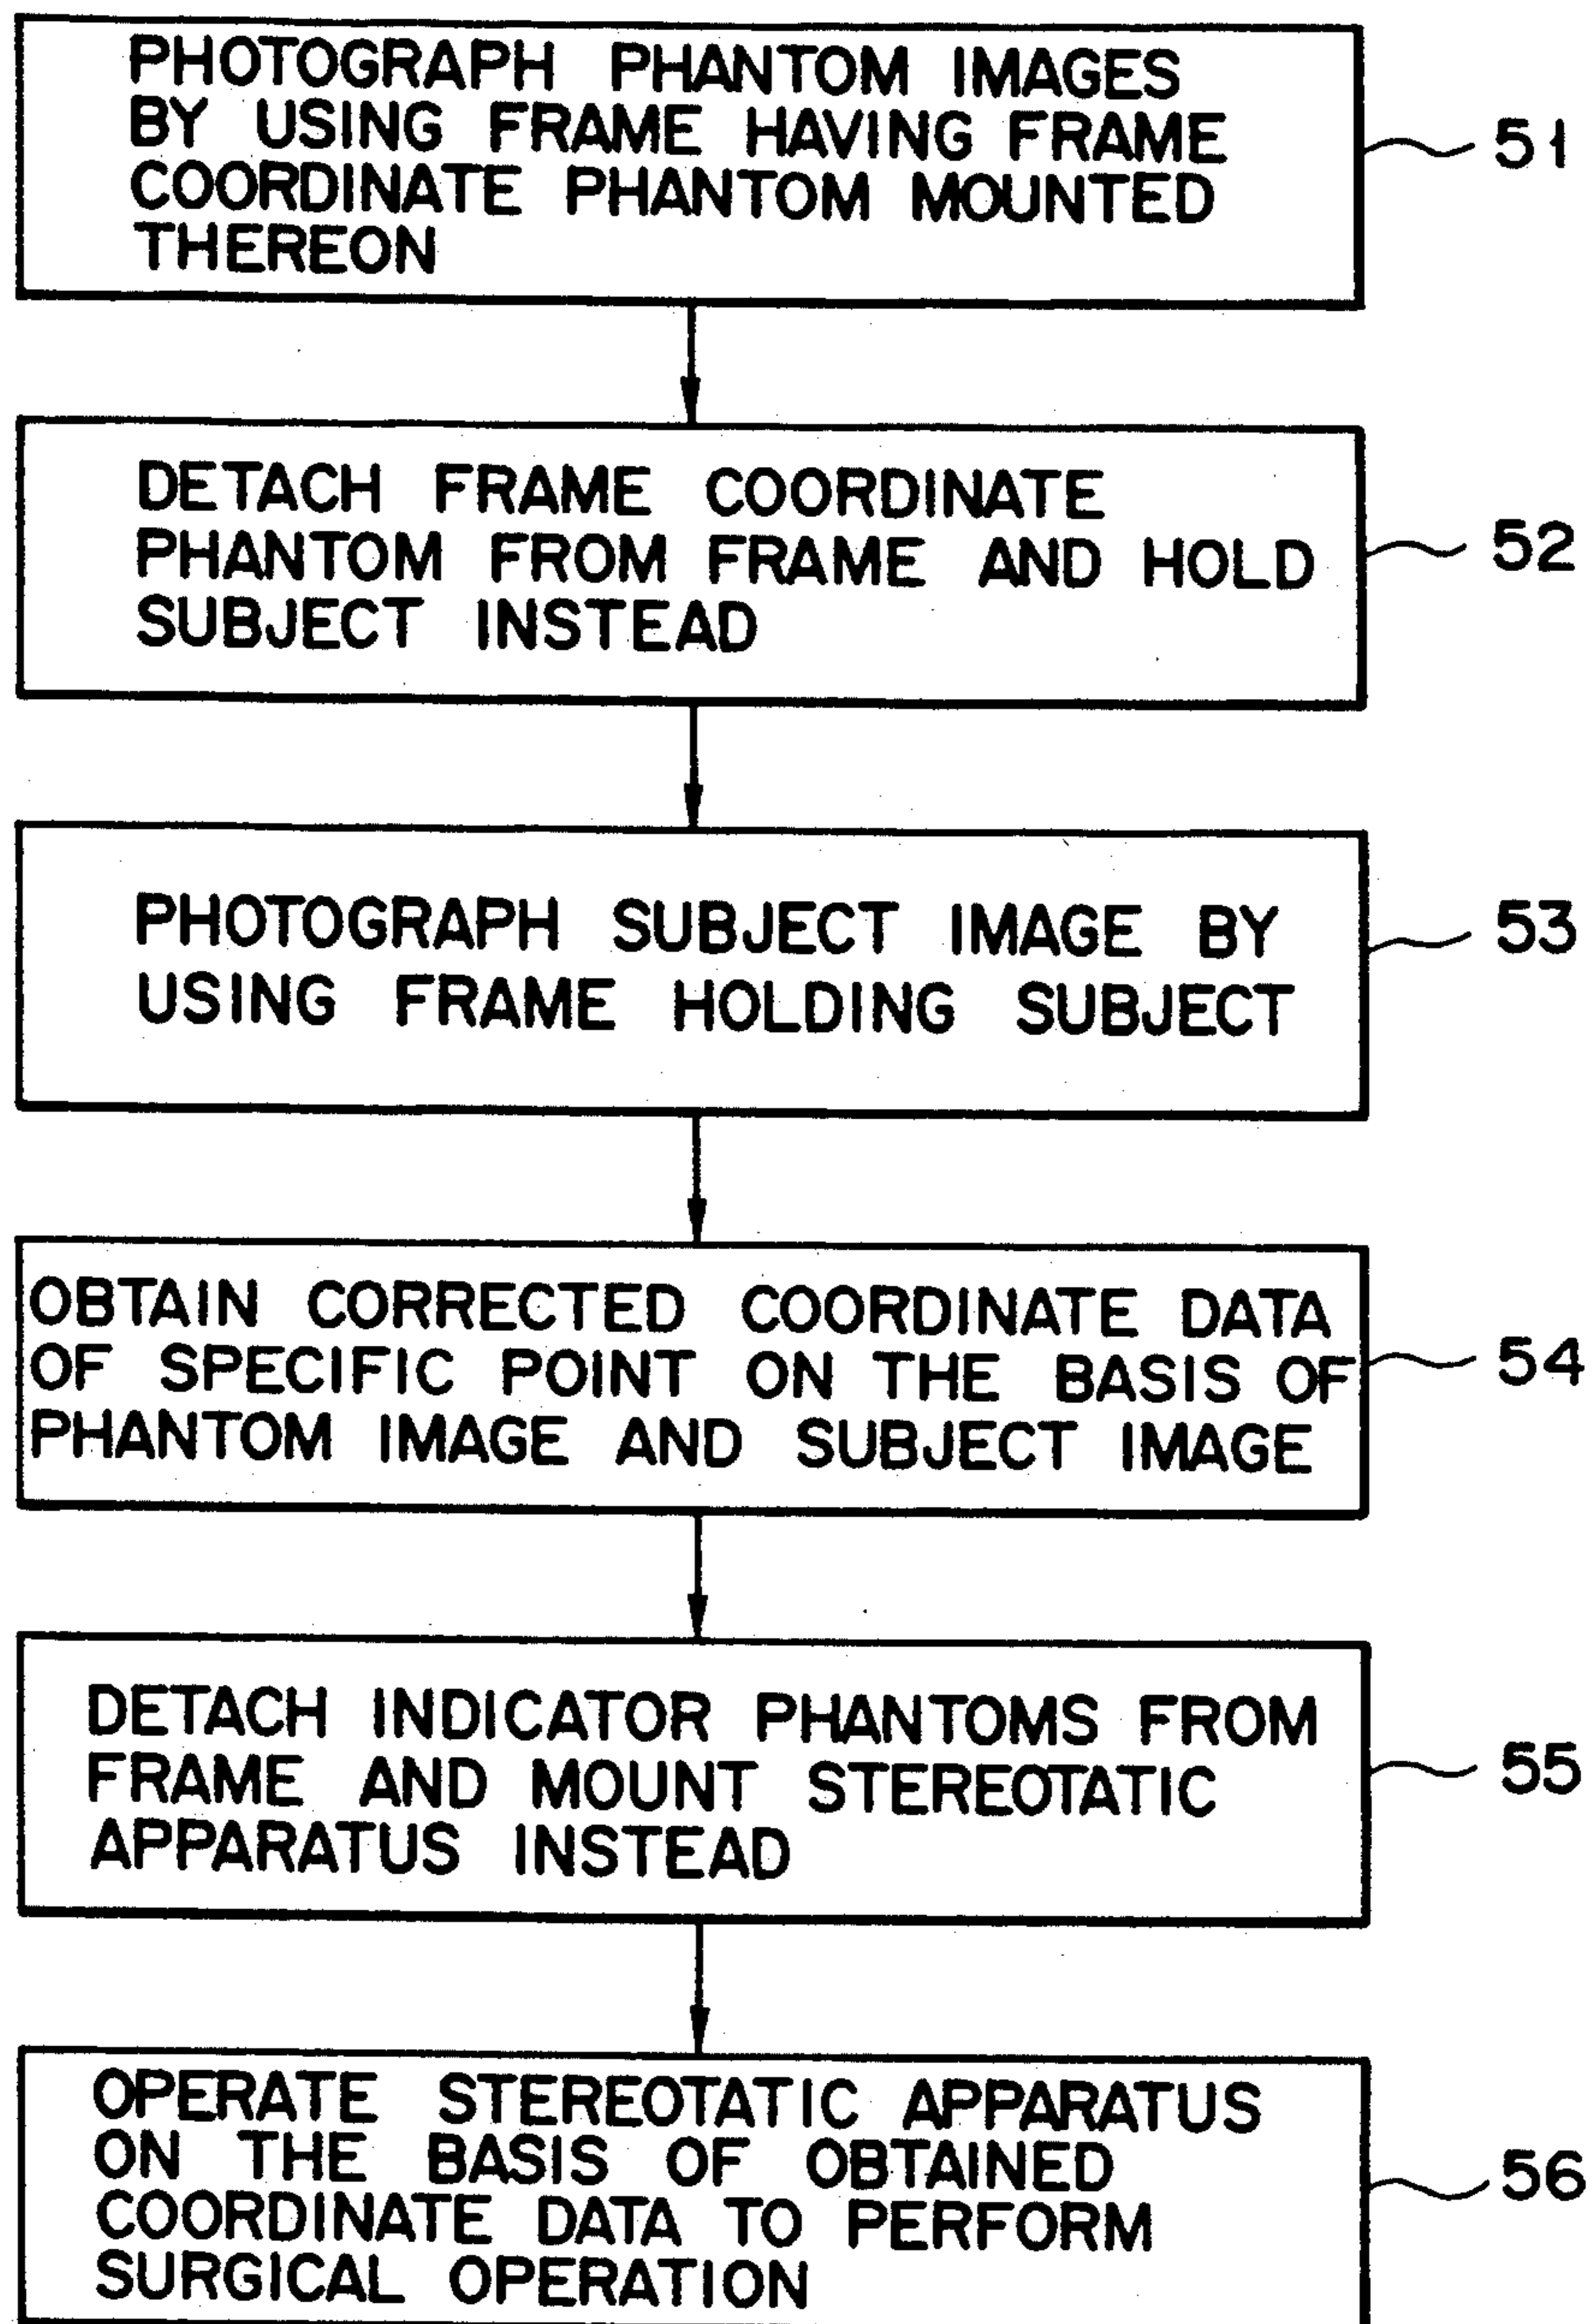 PHOTOGRAPH PHANTOM IMAGES
BY USING FRAME HAVING FRAME
COORDINATE PHANTOM MOUNTED
THEREON
51
DETACH FRAME COORDINATE
PHANTOM FROM FRAME AND HOLD
SUBJECT INSTEAD
52
PHOTOGRAPH SUBJECT IMAGE BY
USING FRAME HOLDING SUBJECT
53
OBTAIN CORRECTED COORDINATE DATA
OF SPECIFIC POINT ON THE BASIS OF
PHANTOM IMAGE AND SUBJECT IMAGE
54
DETACH INDICATOR PHANTOMS FROM
FRAME AND MOUNT STEREOTATIC
APPARATUS INSTEAD
55
OPERATE STEREOTATIC APPARATUS
ON THE BASIS OF OBTAINED
COORDINATE DATA TO PERFORM
SURGICAL OPERATION
56